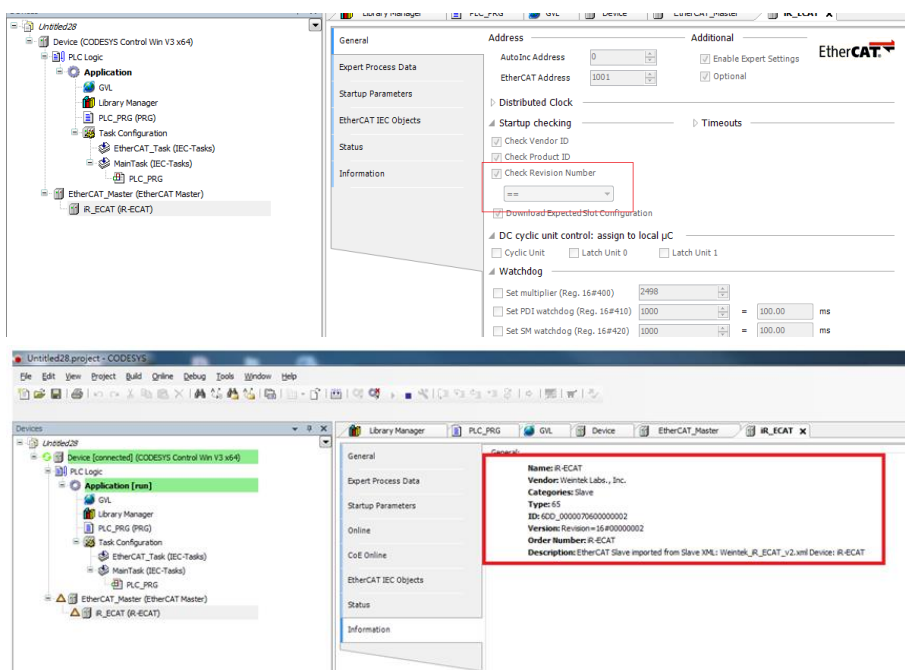 Library Manager PLC_PRG GVL Device EtherCAT_Master iR_ECAT X
Untitled28
Device (CODESYS Control Win V3 x64)
PLC Logic
Application
GVL
Library Manager
PLC_PRG (PRG)
Task Configuration
EtherCAT_Task (IEC-Tasks)
MainTask (IEC-Tasks)
PLC_PRG
EtherCAT_Master (EtherCAT Master)
iR_ECAT (iR-ECAT)
General
Expert Process Data
Startup Parameters
EtherCAT IEC Objects
Status
Information
Address
AutoInc Address 0
EtherCAT Address 1001
Additional
Enable Expert Settings
Optional
EtherCAT
Distributed Clock
Startup checking
Timeouts
Check Vendor ID
Check Product ID
Check Revision Number
==
Download Expected Slot Configuration
DC cyclic unit control: assign to local µC
Cyclic Unit Latch Unit 0 Latch Unit 1
Watchdog
Set multiplier (Reg. 16#400) 2498
Set PDI watchdog (Reg. 16#410) 1000 = 100.00 ms
Set SM watchdog (Reg. 16#420) 1000 = 100.00 ms
Untitled28.project - CODESYS
File Edit View Project Build Online Debug Tools Window Help
Devices
Library Manager PLC_PRG GVL Device EtherCAT_Master iR_ECAT X
Untitled28
Device [connected] (CODESYS Control Win V3 x64)
PLC Logic
Application [run]
GVL
Library Manager
PLC_PRG (PRG)
Task Configuration
EtherCAT_Task (IEC-Tasks)
MainTask (IEC-Tasks)
PLC_PRG
EtherCAT_Master (EtherCAT Master)
iR_ECAT (iR-ECAT)
General
Expert Process Data
Startup Parameters
Online
CoE Online
EtherCAT IEC Objects
Status
Information
General:
Name: iR-ECAT
Vendor: Weintek Labs., Inc.
Categories: Slave
Type: 65
ID: 6DD_0000070600000002
Version: Revision=16#00000002
Order Number: iR-ECAT
Description: EtherCAT Slave imported from Slave XML: Weintek_iR_ECAT_v2.xml Device: iR-ECAT